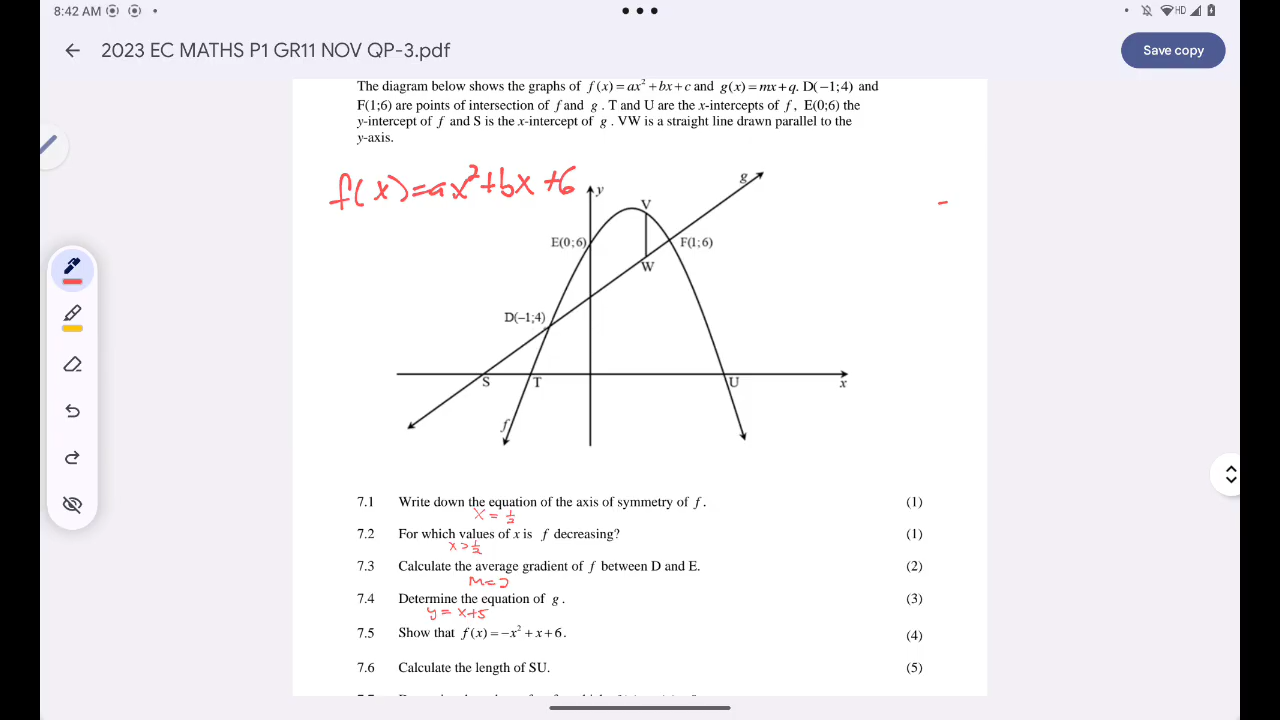 8:42 AM
HD
2023 EC MATHS P1 GR11 NOV QP-3.pdf
Save copy
The diagram below shows the graphs of f(x)=ax²+bx+c and g(x)=mx+q. D(−1;4) and
F(1;6) are points of intersection of f and g. T and U are the x-intercepts of f, E(0;6) the
y-intercept of f and S is the x-intercept of g. VW is a straight line drawn parallel to the
y-axis.
f(x)=ax²+bx+6
y
g
V
E(0;6)
F(1;6)
W
D(−1;4)
S
T
U
x
f
7.1 Write down the equation of the axis of symmetry of f. (1)
x = 1/2
7.2 For which values of x is f decreasing? (1)
x > 1/2
7.3 Calculate the average gradient of f between D and E. (2)
m=2
7.4 Determine the equation of g. (3)
y = x+5
7.5 Show that f(x)=−x²+x+6. (4)
7.6 Calculate the length of SU. (5)